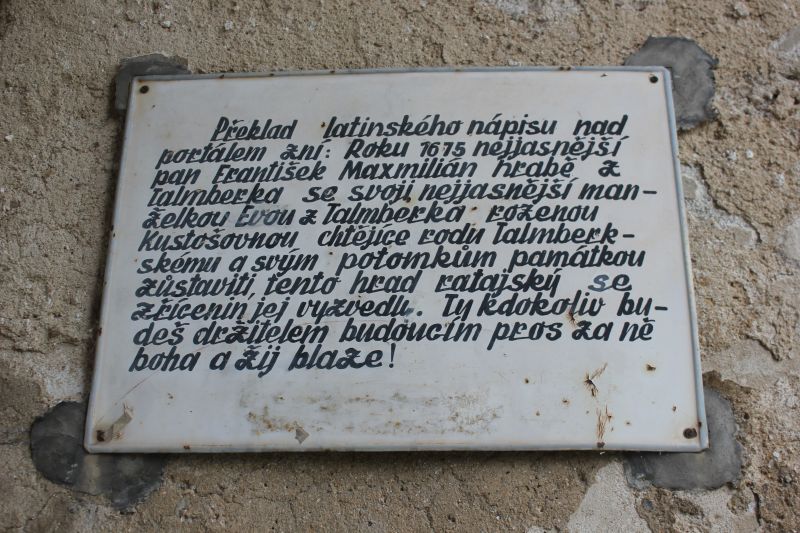 Překlad latinského nápisu nad
portálem zní: Roku 1675 nejjasnější
pan František Maxmilián hrabě z
Talmberka se svojí nejjasnější man-
želkou Evou z Talmberka roženou
Kustošovnou chtějíce rodu Talmberk-
skému a svým potomkům památkou
zůstaviti, tento hrad ratajský se
zřícenin jej vyzvedli. Ty kdokoliv bu-
deš držitelem budoucím pros za ně
boha a žij blaze!